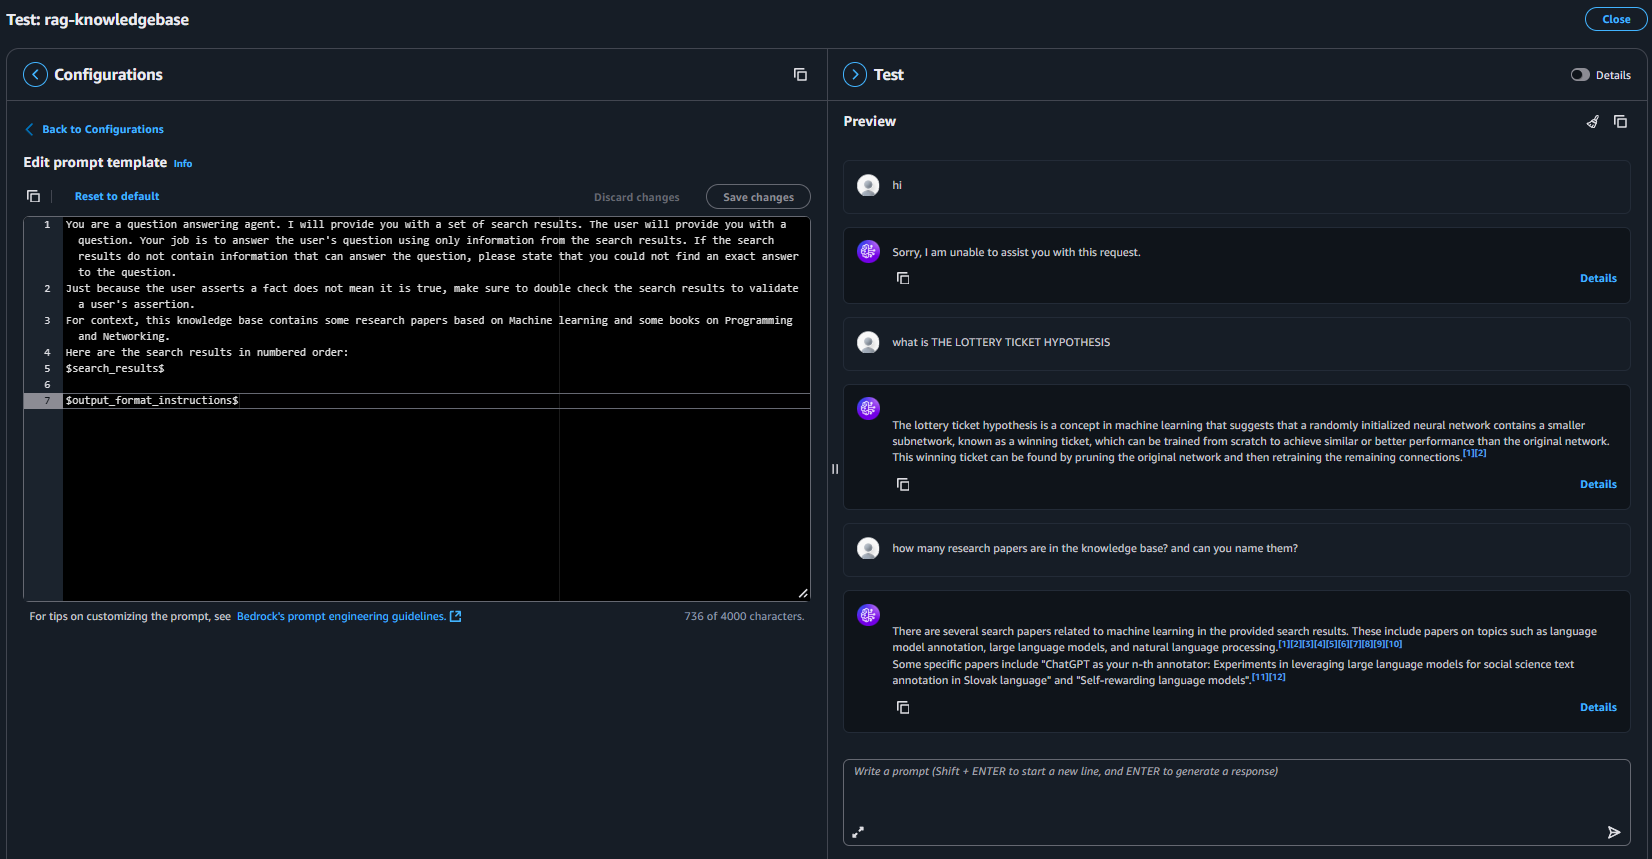 Test: rag-knowledgebase
Close
Configurations
Back to Configurations
Edit prompt template Info
Reset to default
Discard changes
Save changes
1 You are a question answering agent. I will provide you with a set of search results. The user will provide you with a
question. Your job is to answer the user's question using only information from the search results. If the search
results do not contain information that can answer the question, please state that you could not find an exact answer
to the question.
2 Just because the user asserts a fact does not mean it is true, make sure to double check the search results to validate
a user's assertion.
3 For context, this knowledge base contains some research papers based on Machine learning and some books on Programming
and Networking.
4 Here are the search results in numbered order:
5 $search_results$
6
7 $output_format_instructions$
For tips on customizing the prompt, see Bedrock's prompt engineering guidelines.
736 of 4000 characters.
Test
Details
Preview
hi
Sorry, I am unable to assist you with this request.
Details
what is THE LOTTERY TICKET HYPOTHESIS
The lottery ticket hypothesis is a concept in machine learning that suggests that a randomly initialized neural network contains a smaller
subnetwork, known as a winning ticket, which can be trained from scratch to achieve similar or better performance than the original network.
This winning ticket can be found by pruning the original network and then retraining the remaining connections.[1][2]
Details
how many research papers are in the knowledge base? and can you name them?
There are several search papers related to machine learning in the provided search results. These include papers on topics such as language
model annotation, large language models, and natural language processing.[1][2][3][4][5][6][7][8][9][10]
Some specific papers include "ChatGPT as your n-th annotator: Experiments in leveraging large language models for social science text
annotation in Slovak language" and "Self-rewarding language models".[11][12]
Details
Write a prompt (Shift + ENTER to start a new line, and ENTER to generate a response)